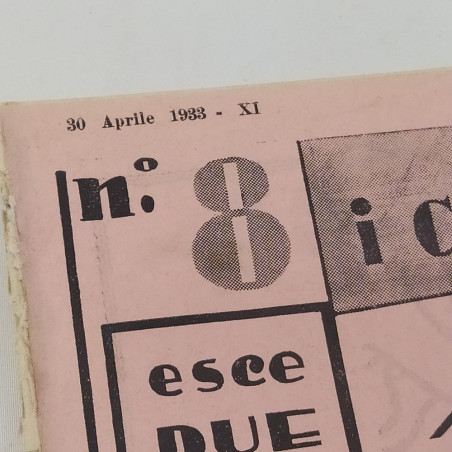 30 Aprile 1933 - XI
n.º 8
i
esce
DUE